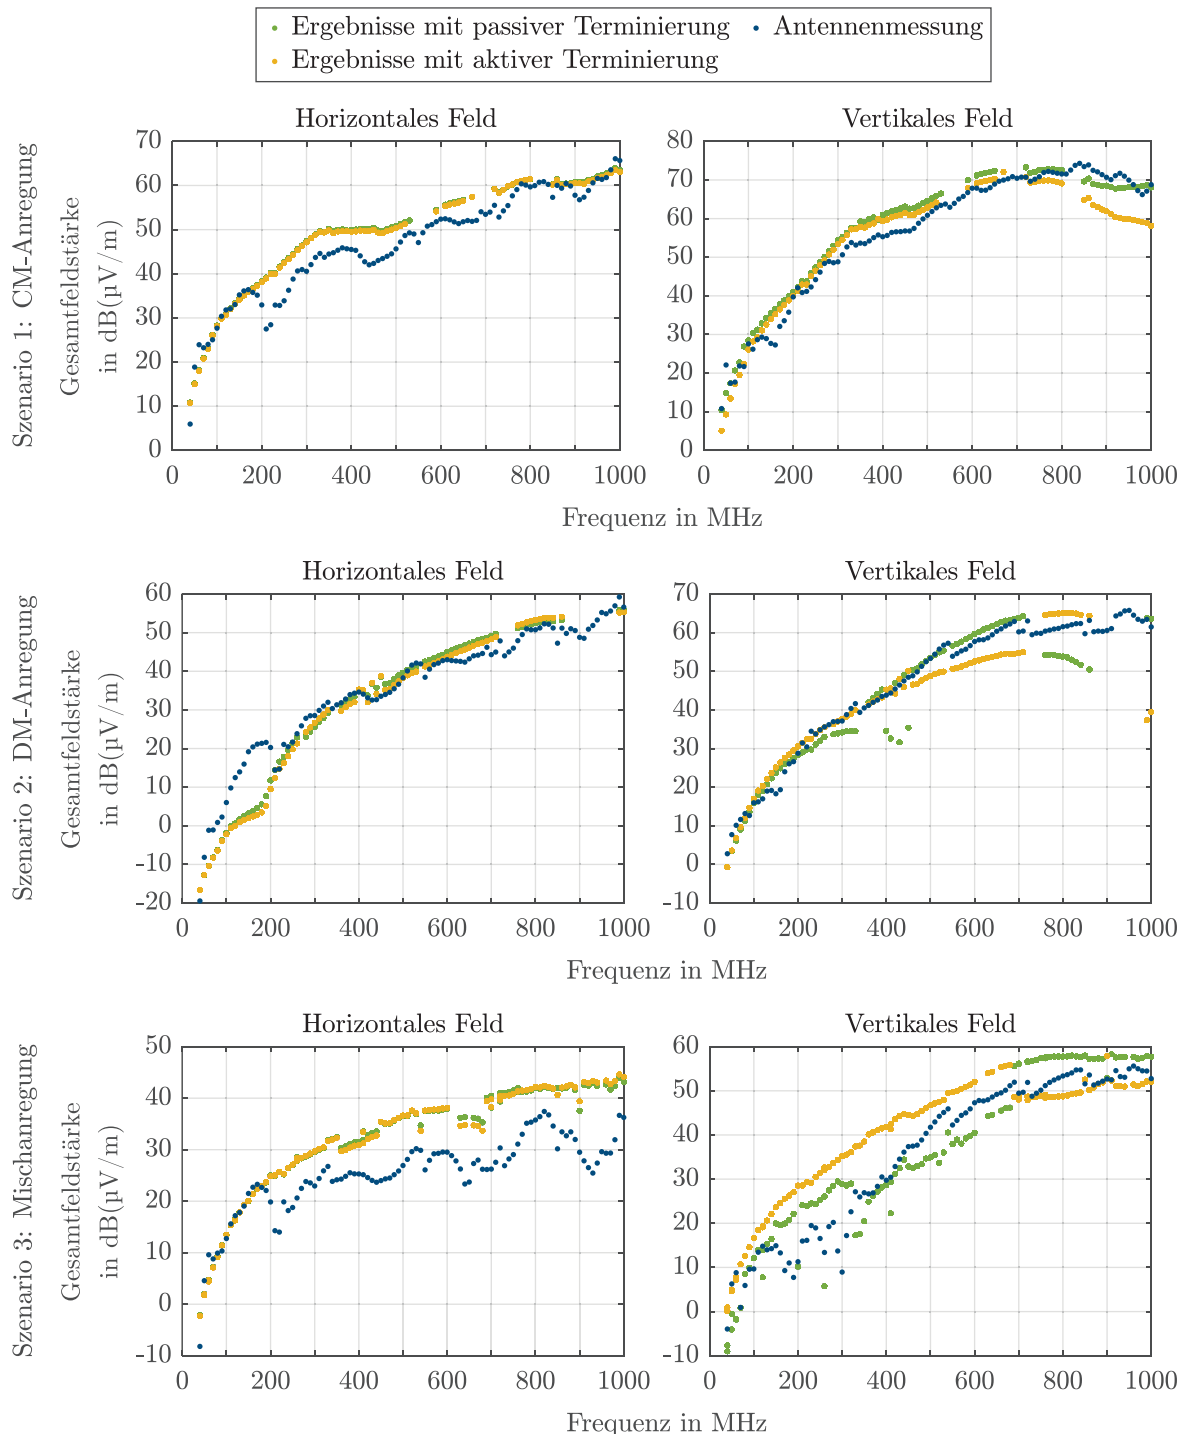 Ergebnisse mit passiver Terminierung
Antennenmessung
Ergebnisse mit aktiver Terminierung
Szenario 1: CM-Anregung
Gesamtfeldstärke
in dB(µV/m)
Horizontales Feld
70
60
50
40
30
20
10
0
0 200 400 600 800 1000
Vertikales Feld
80
70
60
50
40
30
20
10
0
0 200 400 600 800 1000
Frequenz in MHz
Szenario 2: DM-Anregung
Gesamtfeldstärke
in dB(µV/m)
Horizontales Feld
60
50
40
30
20
10
0
-10
-20
0 200 400 600 800 1000
Vertikales Feld
70
60
50
40
30
20
10
0
-10
0 200 400 600 800 1000
Frequenz in MHz
Szenario 3: Mischanregung
Gesamtfeldstärke
in dB(µV/m)
Horizontales Feld
50
40
30
20
10
0
-10
0 200 400 600 800 1000
Vertikales Feld
60
50
40
30
20
10
0
-10
0 200 400 600 800 1000
Frequenz in MHz